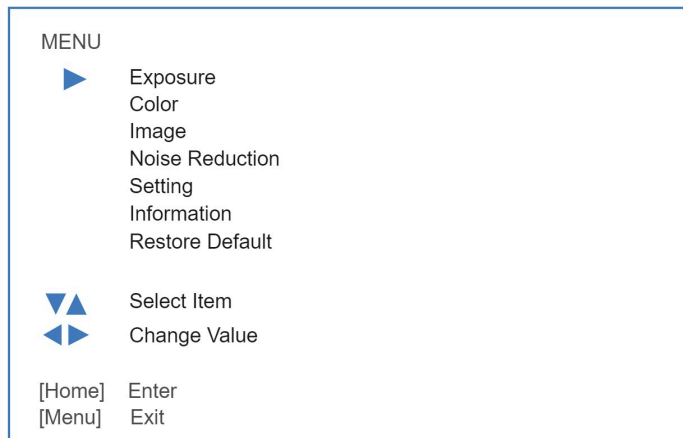 MENU
Exposure
Color
Image
Noise Reduction
Setting
Information
Restore Default
Select Item
Change Value
[Home] Enter
[Menu] Exit